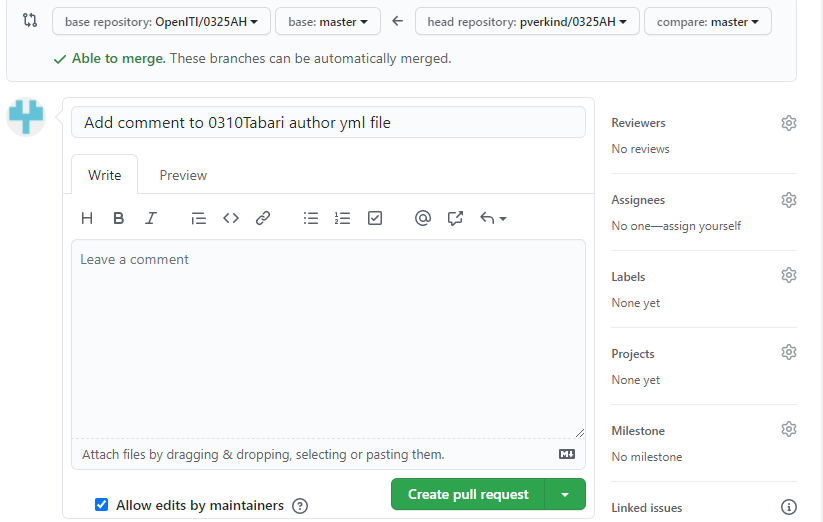 base repository: OpenITI/0325AH base: master head repository: pverkind/0325AH compare: master
Able to merge. These branches can be automatically merged.
Add comment to 0310Tabari author yml file
Write Preview
H B I @
Leave a comment
Attach files by dragging & dropping, selecting or pasting them.
Allow edits by maintainers ?
Create pull request
Reviewers
No reviews
Assignees
No one—assign yourself
Labels
None yet
Projects
None yet
Milestone
No milestone
Linked issues